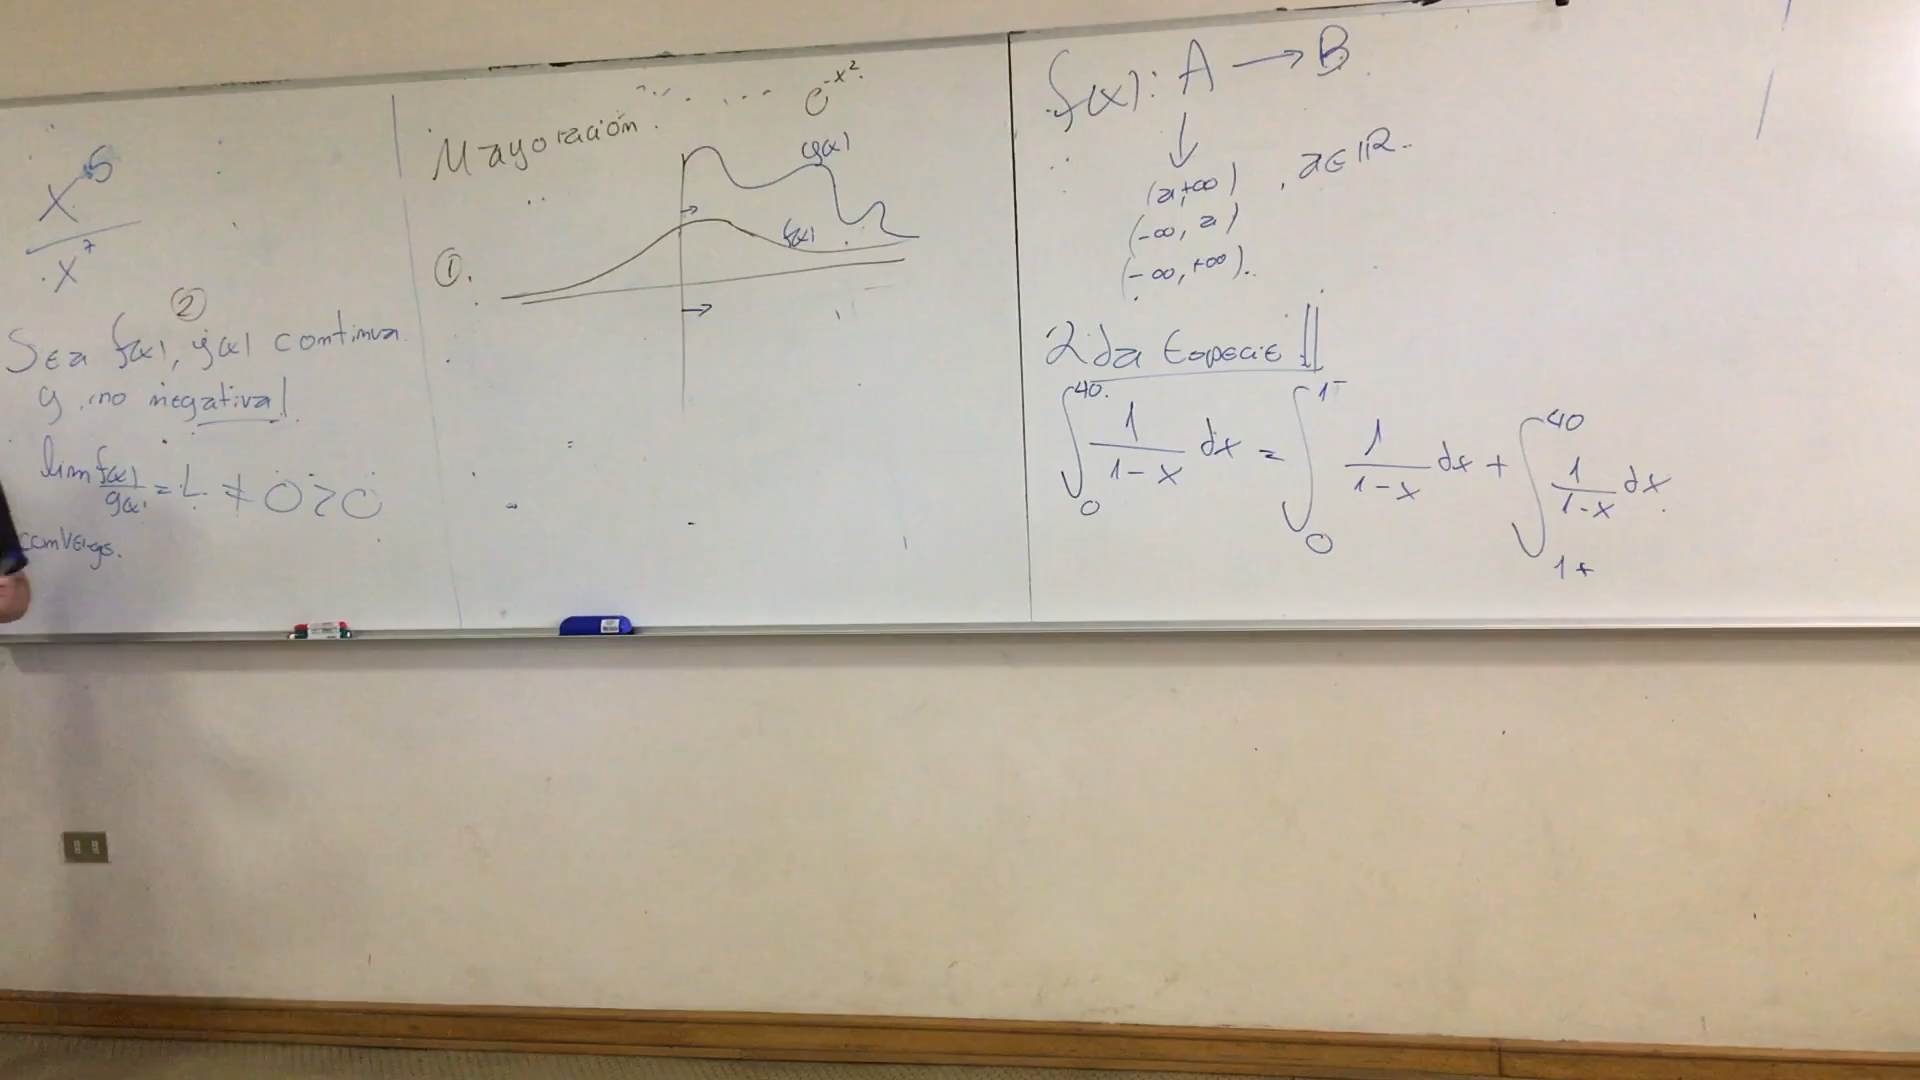 x^5
x^7
②
Sea f(x), g(x) continua
y no negativa
lim f(x)/g(x) = L ≠ 0 > 0
converge.
Mayoración.
e^{-x^2}
g(x)
f(x)
①.
f(x): A → B
↓
(a, +∞) , a ∈ ℝ.
(-∞, a)
(-∞, +∞).
2da Especie
∫_0^{40} 1/(1-x) dx = ∫_0^{1^-} 1/(1-x) dx + ∫_{1+}^{40} 1/(1-x) dx.